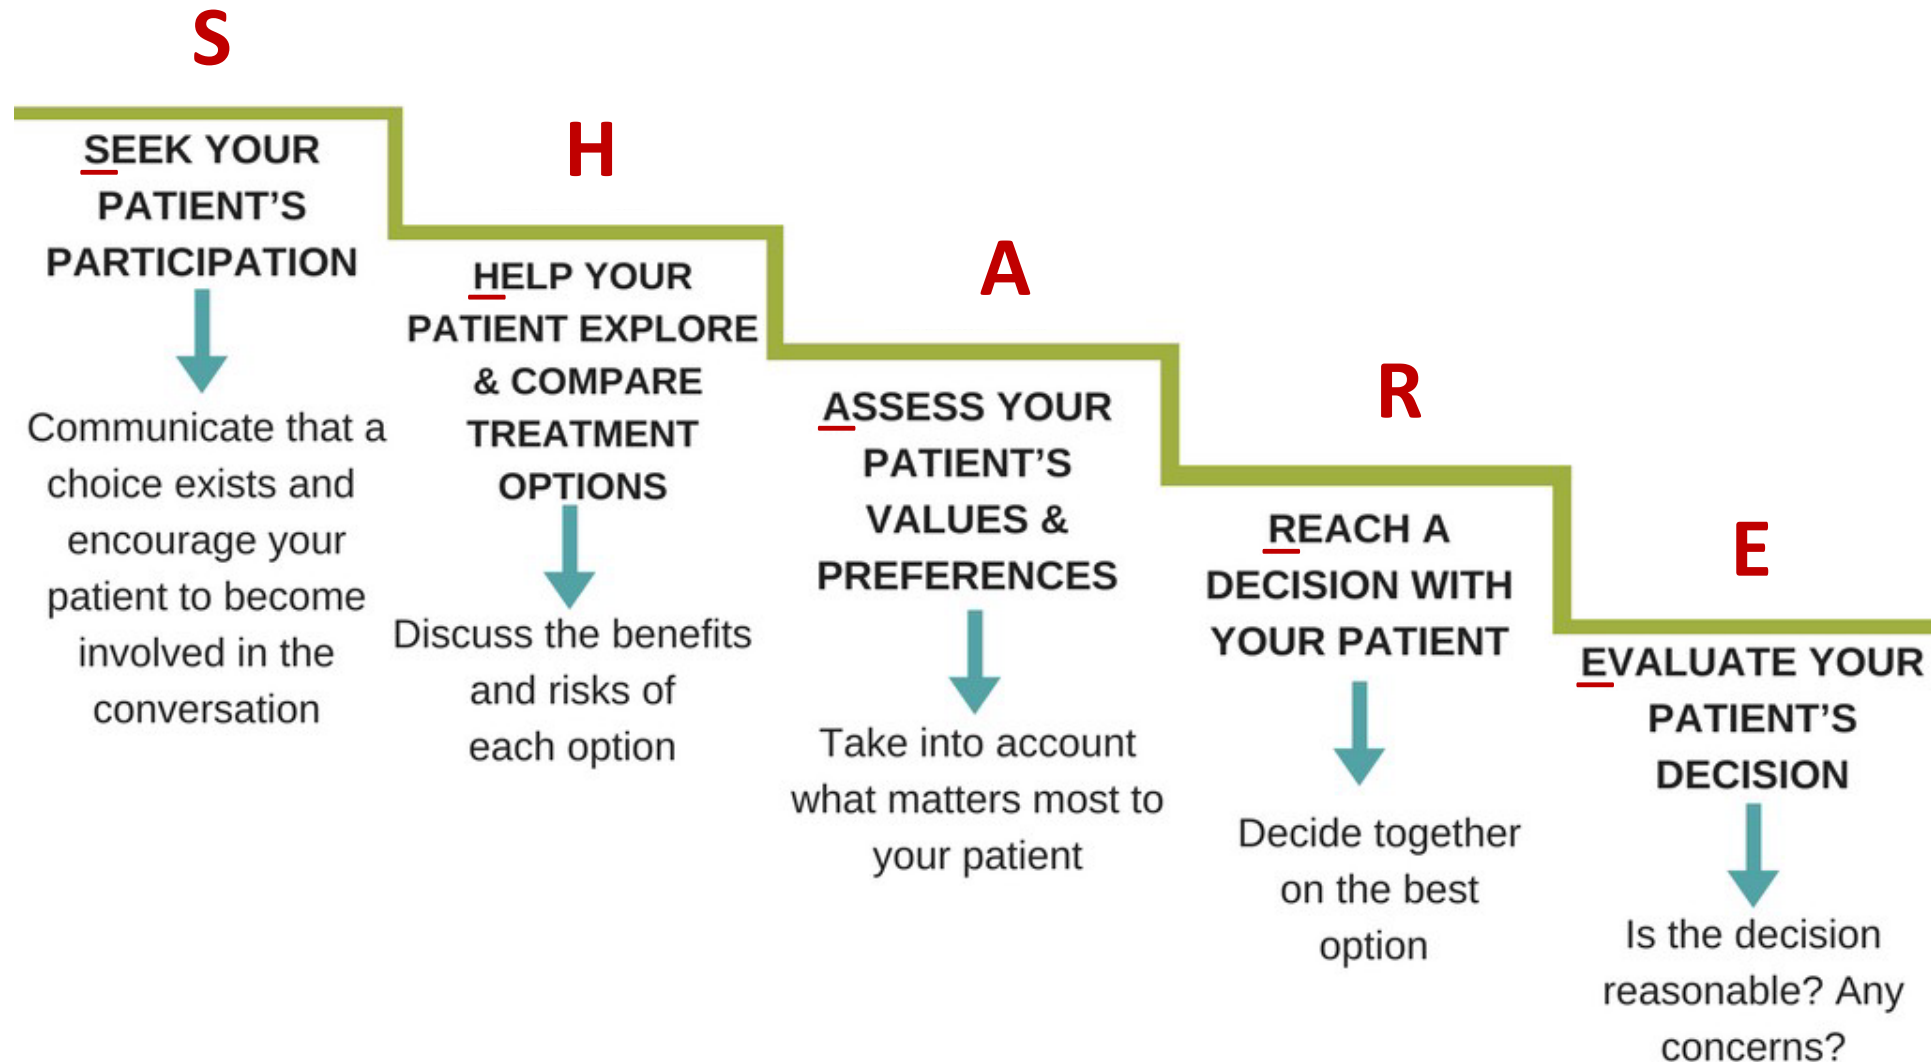 S
SEEK YOUR
PATIENT’S
PARTICIPATION
Communicate that a
choice exists and
encourage your
patient to become
involved in the
conversation
H
HELP YOUR
PATIENT EXPLORE
& COMPARE
TREATMENT
OPTIONS
Discuss the benefits
and risks of
each option
A
ASSESS YOUR
PATIENT’S
VALUES &
PREFERENCES
Take into account
what matters most to
your patient
R
REACH A
DECISION WITH
YOUR PATIENT
Decide together
on the best
option
E
EVALUATE YOUR
PATIENT’S
DECISION
Is the decision
reasonable? Any
concerns?